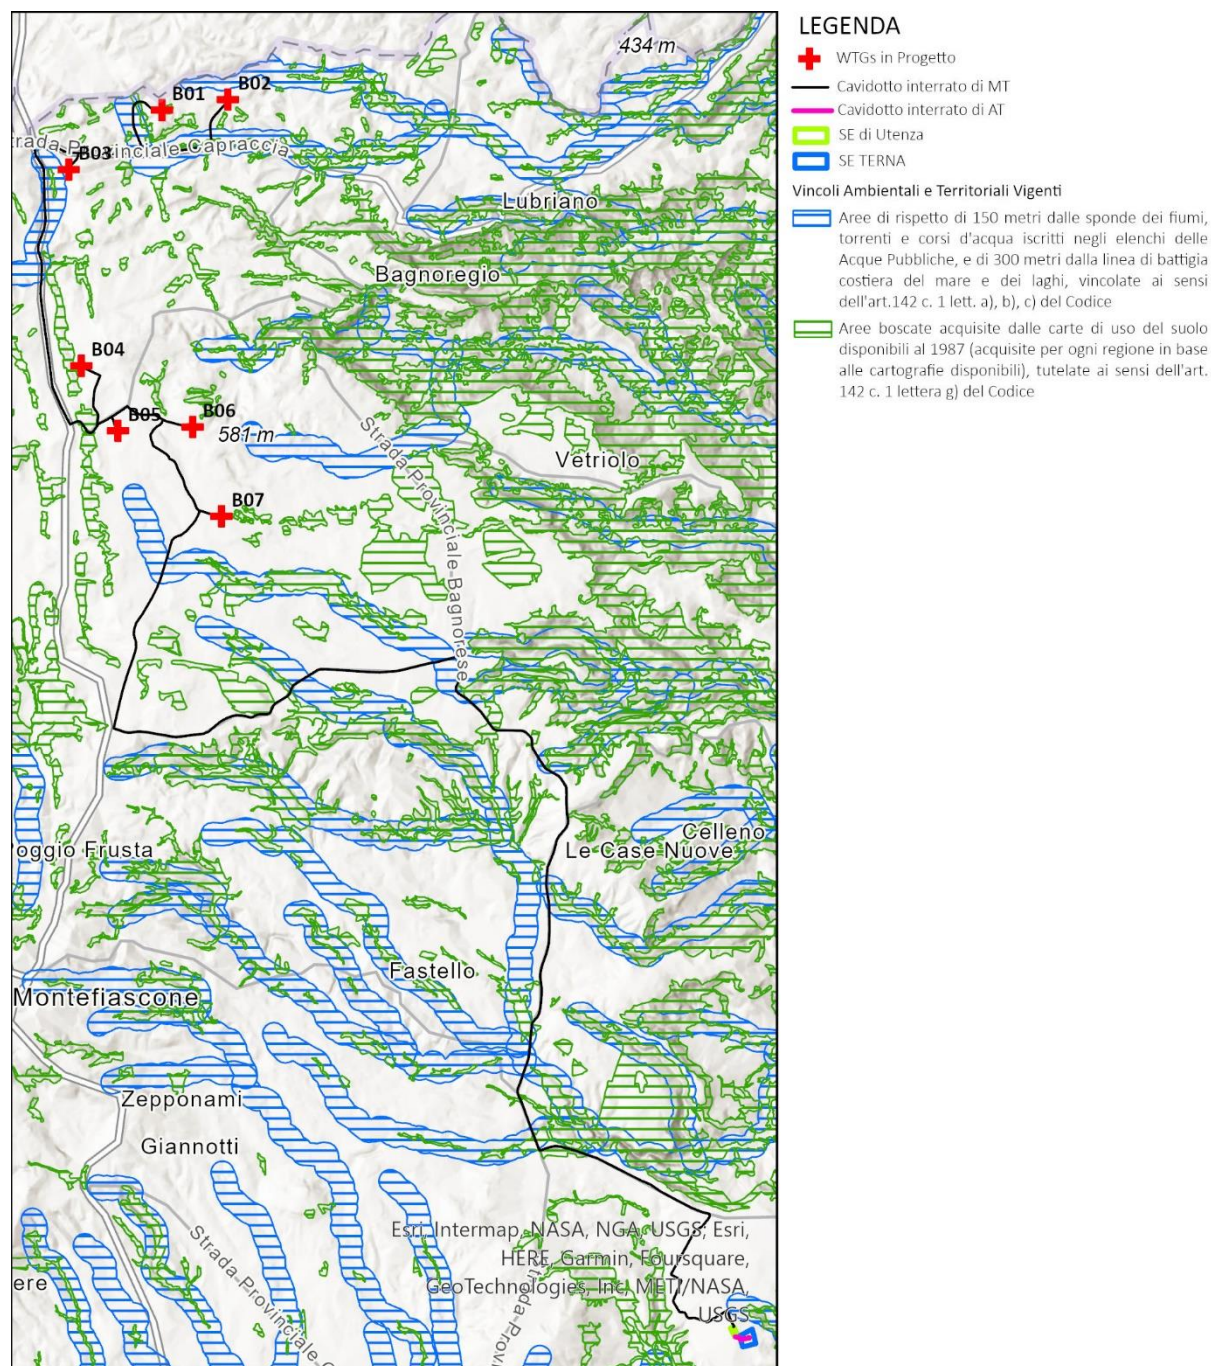 434 m
B01
B02
trada Provinciale Capraccia
B03
Lubriano
Bagnoregio
B04
B05
B06
581 m
Strada-Provinciale-Bagnorese
Vetriolo
B07
oggio Frusta
Celleno
Le Case Nuove
Fastello
Montefiascone
Zepponami
Giannotti
Strada-Provinciale-
Strada-Prov
ere
Esri, Intermap, NASA, NGA, USGS; Esri,
HERE, Garmin, Foursquare,
GeoTechnologies, Inc, METI/NASA,
USGS
LEGENDA
WTGs in Progetto
Cavidotto interrato di MT
Cavidotto interrato di AT
SE di Utenza
SE TERNA
Vincoli Ambientali e Territoriali Vigenti
Aree di rispetto di 150 metri dalle sponde dei fiumi,
torrenti e corsi d'acqua iscritti negli elenchi delle
Acque Pubbliche, e di 300 metri dalla linea di battigia
costiera del mare e dei laghi, vincolate ai sensi
dell'art.142 c. 1 lett. a), b), c) del Codice
Aree boscate acquisite dalle carte di uso del suolo
disponibili al 1987 (acquisite per ogni regione in base
alle cartografie disponibili), tutelate ai sensi dell'art.
142 c. 1 lettera g) del Codice